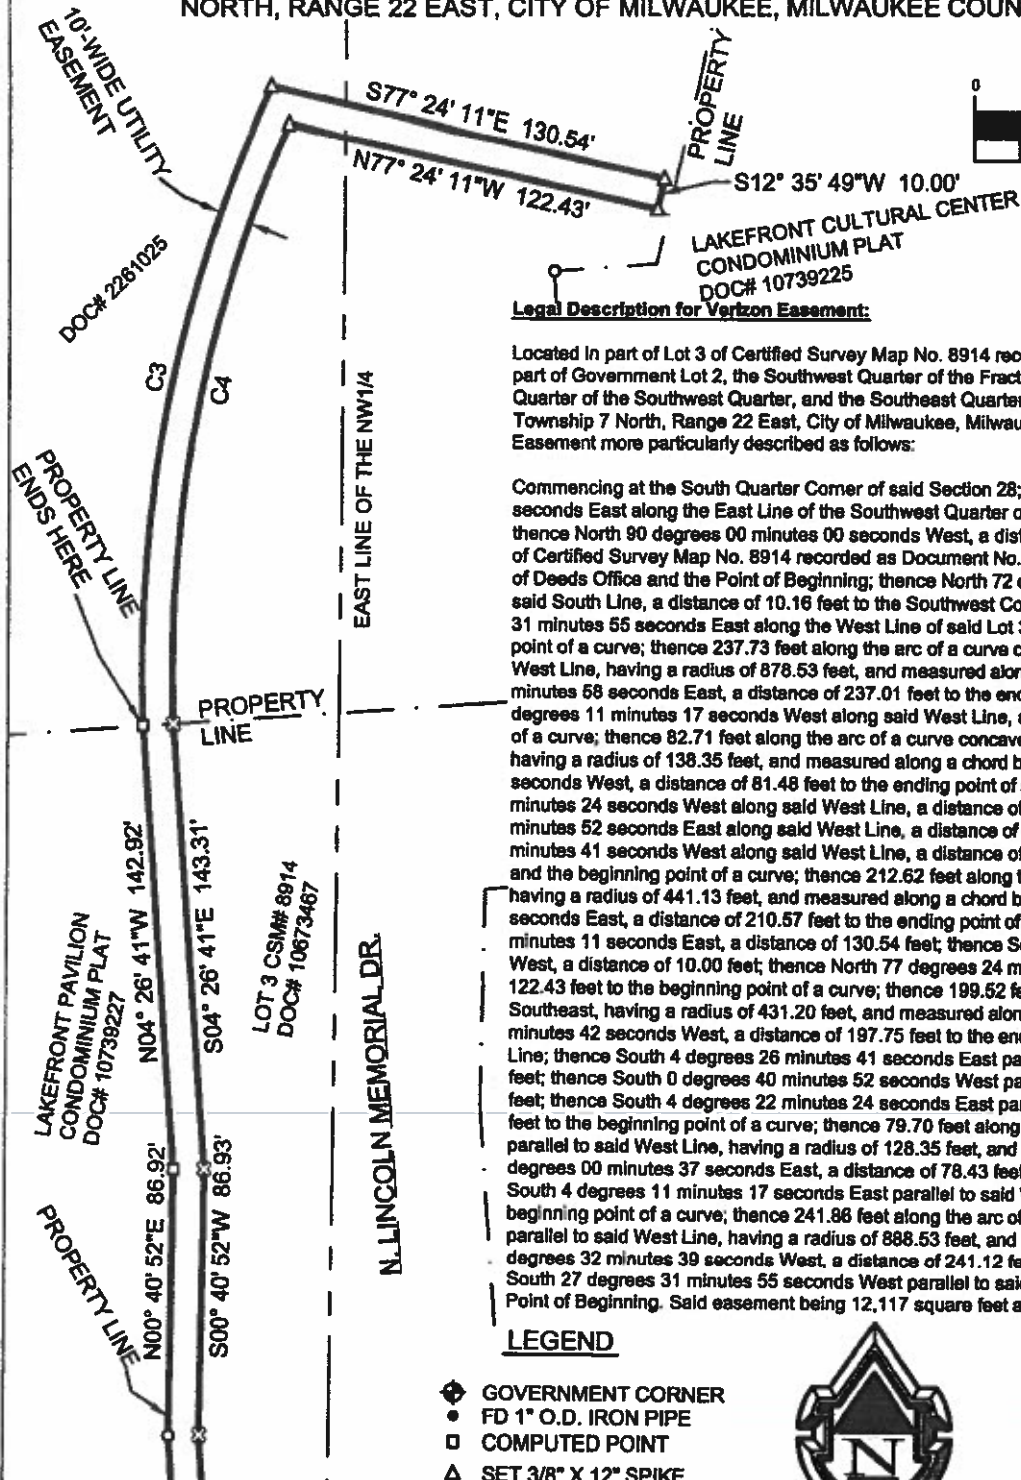 NORTH, RANGE 22 EAST, CITY OF MILWAUKEE, MILWAUKEE COUN
10'-WIDE UTILITY
EASEMENT
S77° 24' 11"E 130.54'
N77° 24' 11"W 122.43'
PROPERTY
LINE
0
S12° 35' 49"W 10.00'
LAKEFRONT CULTURAL CENTER
CONDOMINIUM PLAT
DOC# 10739225
DOC# 2261025
C3
C4
EAST LINE OF THE NW1/4
PROPERTY LINE
ENDS HERE
PROPERTY
LINE
N04° 26' 41"W 142.92'
S04° 26' 41"E 143.31'
LAKEFRONT PAVILION
CONDOMINIUM PLAT
DOC# 10739227
LOT 3 CSM# 8914
DOC# 10673467
N. LINCOLN MEMORIAL DR.
N00° 40' 52"E 86.92'
S00° 40' 52"W 86.93'
PROPERTY LINE
Legal Description for Verizon Easement:
Located in part of Lot 3 of Certified Survey Map No. 8914 rec
part of Government Lot 2, the Southwest Quarter of the Fract
Quarter of the Southwest Quarter, and the Southeast Quarter
Township 7 North, Range 22 East, City of Milwaukee, Milwau
Easement more particularly described as follows:
Commencing at the South Quarter Corner of said Section 28;
seconds East along the East Line of the Southwest Quarter o
thence North 90 degrees 00 minutes 00 seconds West, a dist
of Certified Survey Map No. 8914 recorded as Document No.
of Deeds Office and the Point of Beginning; thence North 72
said South Line, a distance of 10.16 feet to the Southwest Co
31 minutes 55 seconds East along the West Line of said Lot 3
point of a curve; thence 237.73 feet along the arc of a curve c
West Line, having a radius of 878.53 feet, and measured alon
minutes 58 seconds East, a distance of 237.01 feet to the end
degrees 11 minutes 17 seconds West along said West Line, a
of a curve; thence 82.71 feet along the arc of a curve concave
having a radius of 138.35 feet, and measured along a chord b
seconds West, a distance of 81.48 feet to the ending point of
minutes 24 seconds West along said West Line, a distance of
minutes 52 seconds East along said West Line, a distance of
minutes 41 seconds West along said West Line, a distance of
and the beginning point of a curve; thence 212.62 feet along t
having a radius of 441.13 feet, and measured along a chord b
seconds East, a distance of 210.57 feet to the ending point of
minutes 11 seconds East, a distance of 130.54 feet; thence S
West, a distance of 10.00 feet; thence North 77 degrees 24 m
122.43 feet to the beginning point of a curve; thence 199.52 fe
Southeast, having a radius of 431.20 feet, and measured alon
minutes 42 seconds West, a distance of 197.75 feet to the end
Line; thence South 4 degrees 26 minutes 41 seconds East pa
feet; thence South 0 degrees 40 minutes 52 seconds West pa
feet; thence South 4 degrees 22 minutes 24 seconds East par
feet to the beginning point of a curve; thence 79.70 feet along
parallel to said West Line, having a radius of 128.35 feet, and
degrees 00 minutes 37 seconds East, a distance of 78.43 feet
South 4 degrees 11 minutes 17 seconds East parallel to said
beginning point of a curve; thence 241.86 feet along the arc of
parallel to said West Line, having a radius of 888.53 feet, and
degrees 32 minutes 39 seconds West, a distance of 241.12 fe
South 27 degrees 31 minutes 55 seconds West parallel to said
Point of Beginning. Said easement being 12,117 square feet a
LEGEND
GOVERNMENT CORNER
FD 1" O.D. IRON PIPE
COMPUTED POINT
SET 3/8" X 12" SPIKE
N